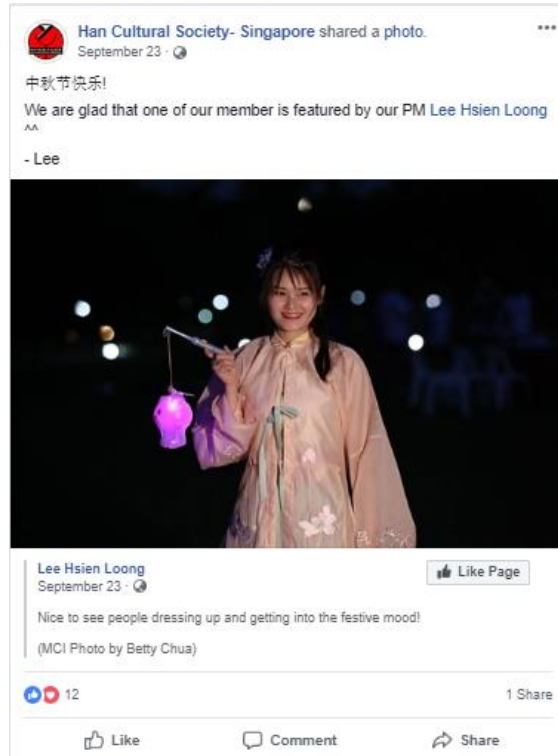 Han Cultural Society- Singapore shared a photo.
September 23 ·
中秋节快乐!
We are glad that one of our member is featured by our PM Lee Hsien Loong
^^
- Lee
Lee Hsien Loong
September 23 ·
Like Page
Nice to see people dressing up and getting into the festive mood!
(MCI Photo by Betty Chua)
12
1 Share
Like
Comment
Share